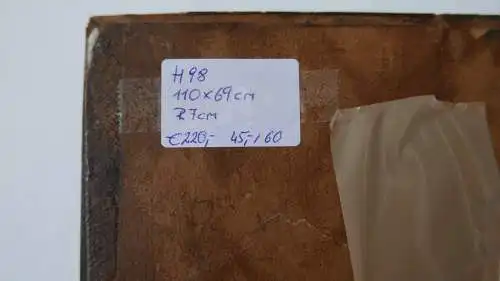 H98
110x69cm
R7cm
€220,- 45,-/60